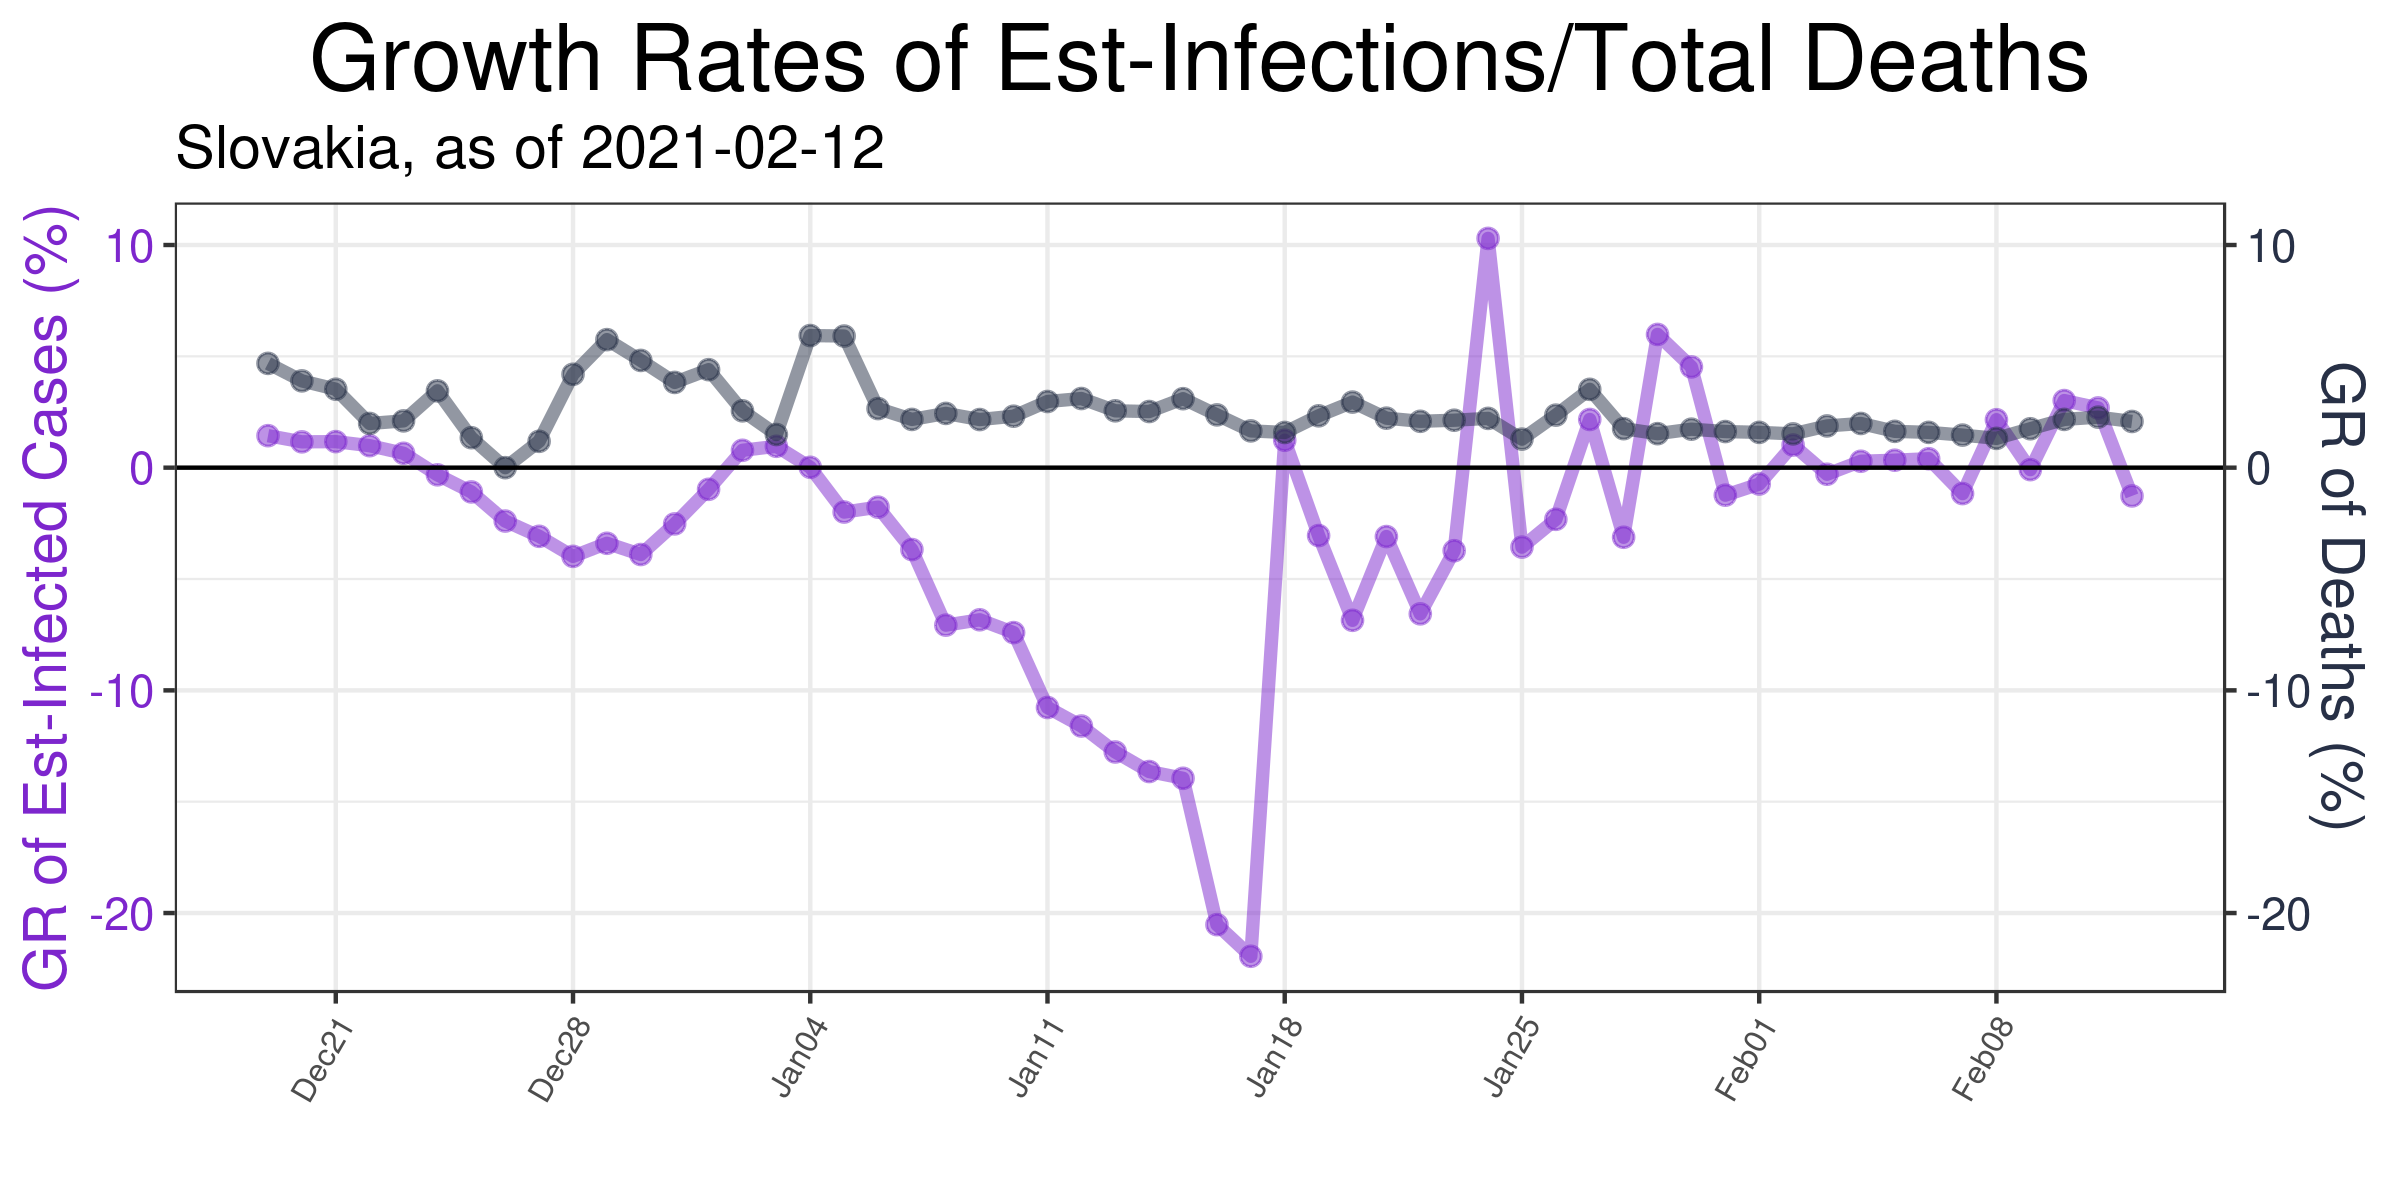 Growth Rates of Est-Infections/Total Deaths
Slovakia, as of 2021-02-12
GR of Est-Infected Cases (%)
10
0
-10
-20
10
0
-10
-20
GR of Deaths (%)
Dec21
Dec28
Jan04
Jan11
Jan18
Jan25
Feb01
Feb08